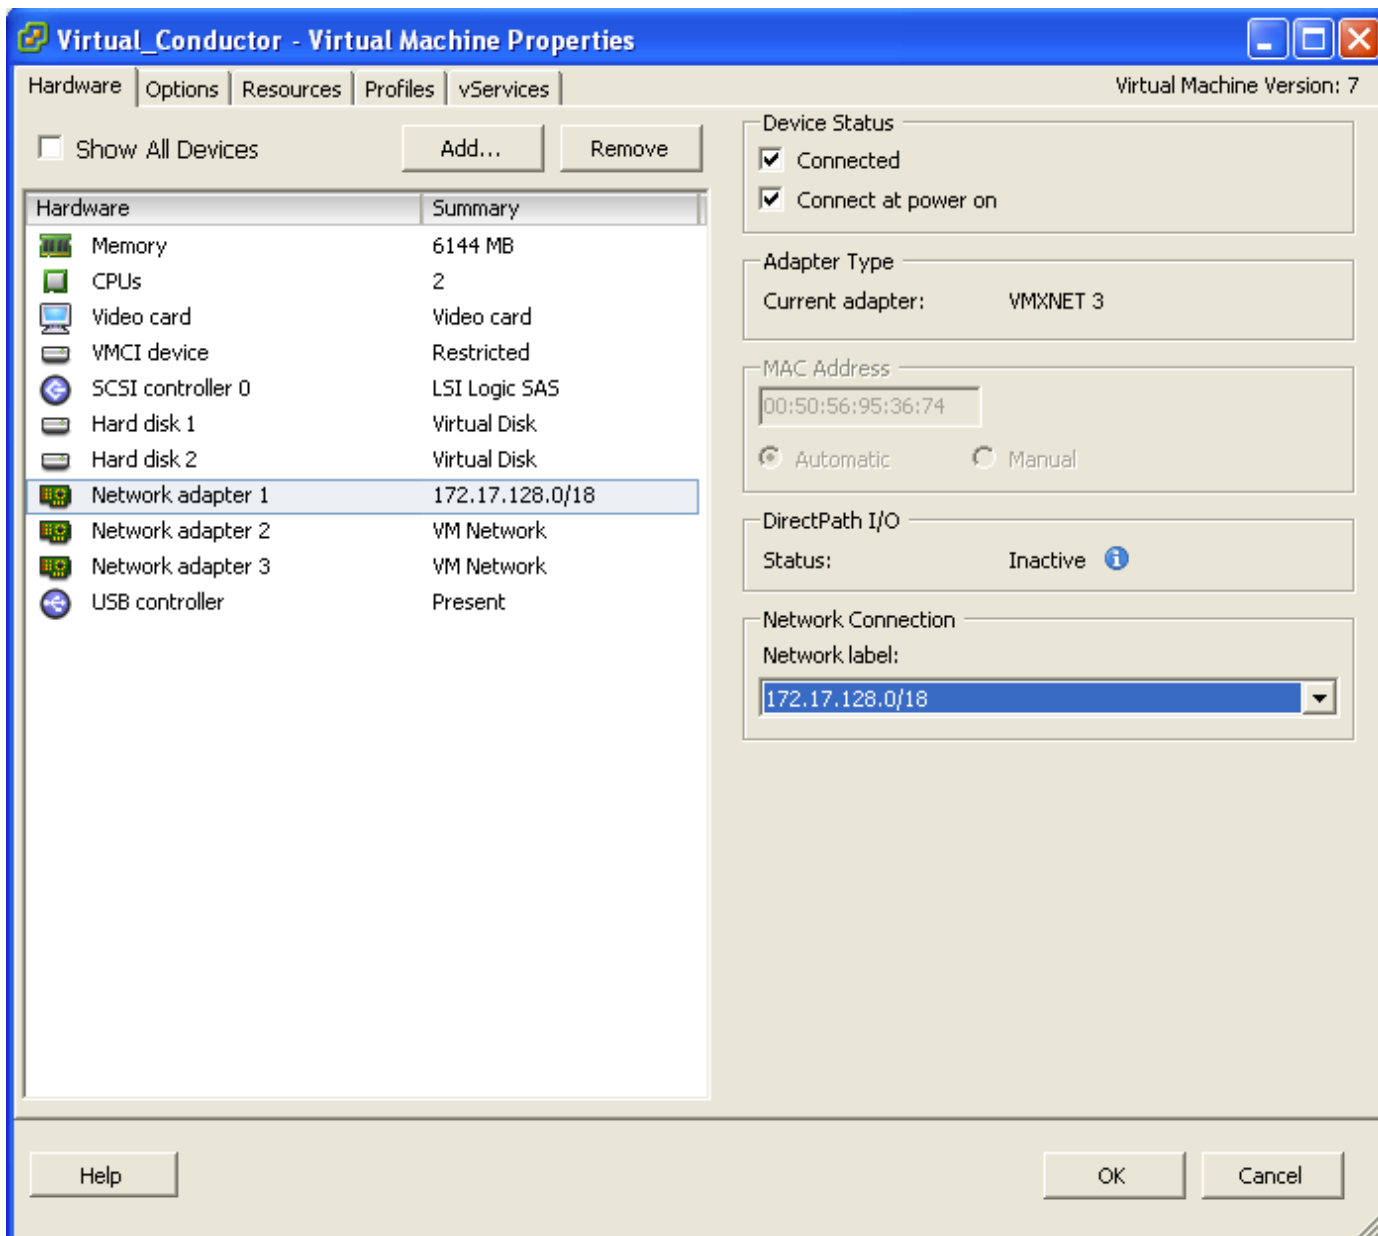 Virtual_Conductor - Virtual Machine Properties
Hardware Options Resources Profiles vServices Virtual Machine Version: 7
Show All Devices Add... Remove
Hardware Summary
Memory 6144 MB
CPUs 2
Video card Video card
VMCI device Restricted
SCSI controller 0 LSI Logic SAS
Hard disk 1 Virtual Disk
Hard disk 2 Virtual Disk
Network adapter 1 172.17.128.0/18
Network adapter 2 VM Network
Network adapter 3 VM Network
USB controller Present
Device Status
Connected
Connect at power on
Adapter Type
Current adapter: VMXNET 3
MAC Address
00:50:56:95:36:74
Automatic Manual
DirectPath I/O
Status: Inactive
Network Connection
Network label:
172.17.128.0/18
Help OK Cancel